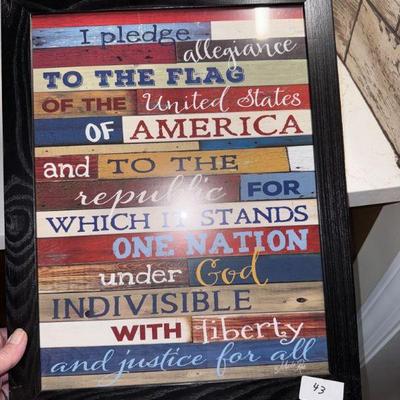 I pledge
allegiance
TO THE FLAG
OF THE United States
OF AMERICA
and TO THE
republic FOR
WHICH IT STANDS
ONE NATION
under God
INDIVISIBLE
WITH liberty
and justice for all
43